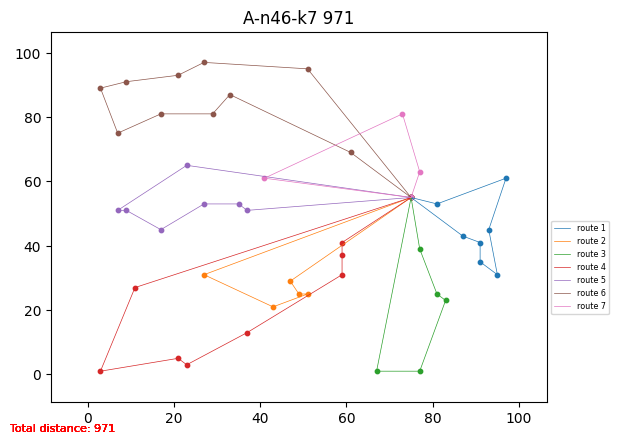 A-n46-k7 971
100
80
60
40
20
0
0 20 40 60 80 100
route 1
route 2
route 3
route 4
route 5
route 6
route 7
Total distance: 971